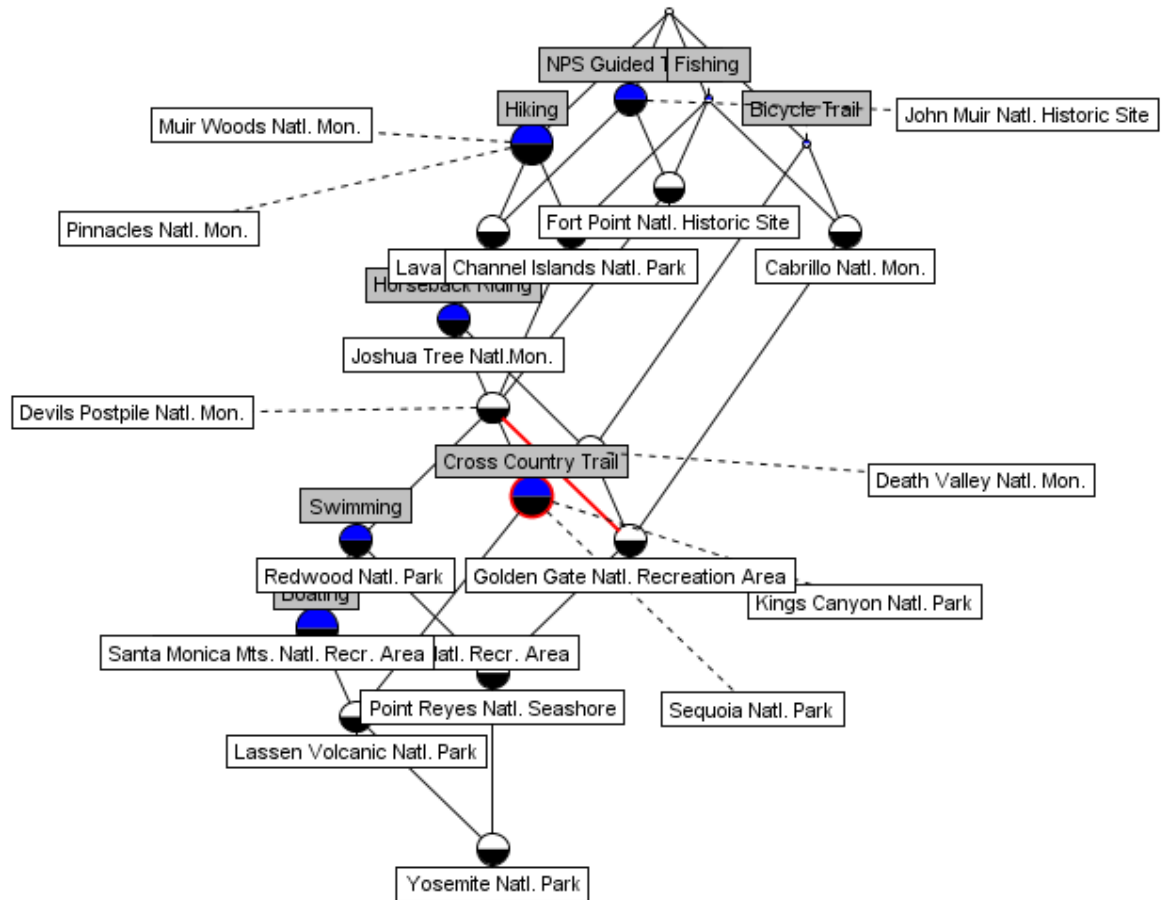 NPS Guided
Fishing
Hiking
Bicycle Trail
John Muir Natl. Historic Site
Muir Woods Natl. Mon.
Pinnacles Natl. Mon.
Fort Point Natl. Historic Site
Lava
Channel Islands Natl. Park
Cabrillo Natl. Mon.
Horseback Riding
Joshua Tree Natl.Mon.
Devils Postpile Natl. Mon.
Cross Country Trail
Death Valley Natl. Mon.
Swimming
Redwood Natl. Park
Golden Gate Natl. Recreation Area
Kings Canyon Natl. Park
Boating
Santa Monica Mts. Natl. Recr. Area
Natl. Recr. Area
Point Reyes Natl. Seashore
Sequoia Natl. Park
Lassen Volcanic Natl. Park
Yosemite Natl. Park